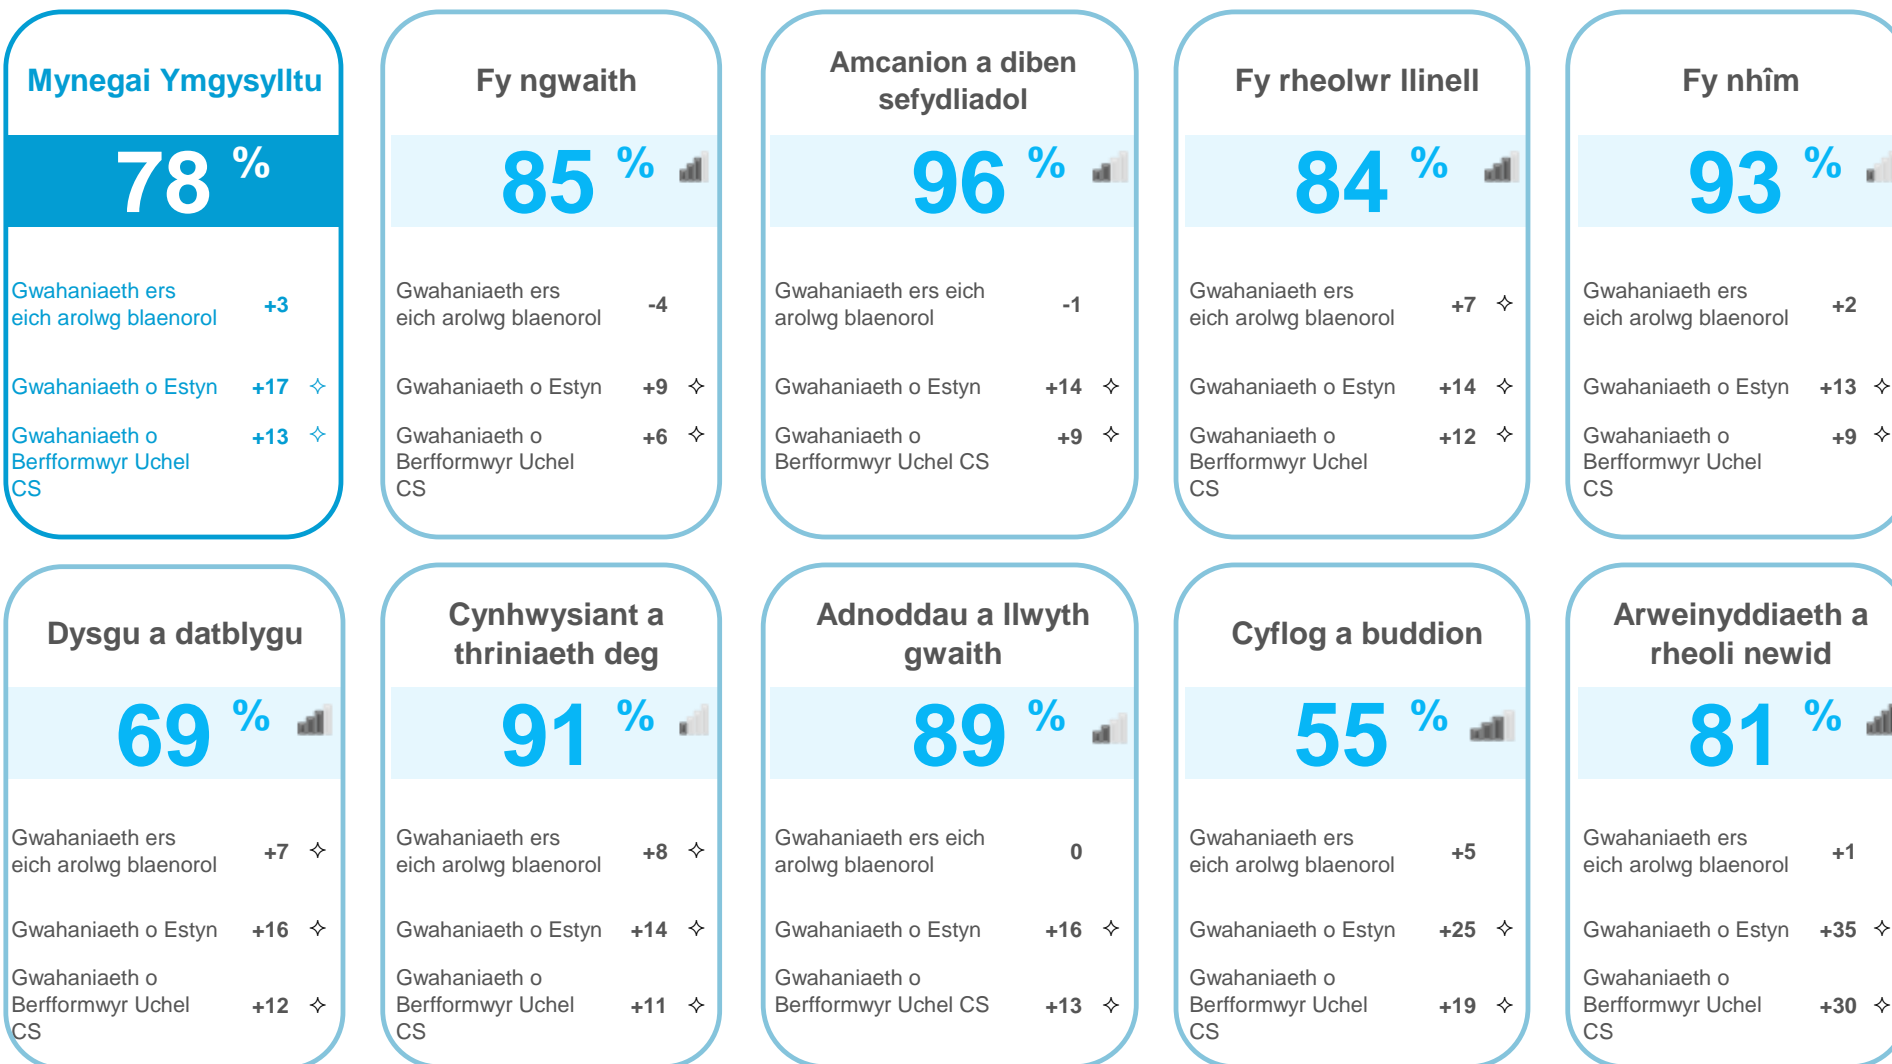 Mynegai Ymgysylltu
78 %
Gwahaniaeth ers
eich arolwg blaenorol +3
Gwahaniaeth o Estyn +17 ✧
Gwahaniaeth o +13 ✧
Berfformwyr Uchel
CS
Fy ngwaith
85 %
Gwahaniaeth ers
eich arolwg blaenorol -4
Gwahaniaeth o Estyn +9 ✧
Gwahaniaeth o +6 ✧
Berfformwyr Uchel
CS
Amcanion a diben
sefydliadol
96 %
Gwahaniaeth ers eich
arolwg blaenorol -1
Gwahaniaeth o Estyn +14 ✧
Gwahaniaeth o +9 ✧
Berfformwyr Uchel CS
Fy rheolwr llinell
84 %
Gwahaniaeth ers
eich arolwg blaenorol +7 ✧
Gwahaniaeth o Estyn +14 ✧
Gwahaniaeth o +12 ✧
Berfformwyr Uchel
CS
Fy nhîm
93 %
Gwahaniaeth ers
eich arolwg blaenorol +2
Gwahaniaeth o Estyn +13 ✧
Gwahaniaeth o +9 ✧
Berfformwyr Uchel
CS
Dysgu a datblygu
69 %
Gwahaniaeth ers
eich arolwg blaenorol +7 ✧
Gwahaniaeth o Estyn +16 ✧
Gwahaniaeth o
Berfformwyr Uchel +12 ✧
CS
Cynhwysiant a
thriniaeth deg
91 %
Gwahaniaeth ers
eich arolwg blaenorol +8 ✧
Gwahaniaeth o Estyn +14 ✧
Gwahaniaeth o
Berfformwyr Uchel +11 ✧
CS
Adnoddau a llwyth
gwaith
89 %
Gwahaniaeth ers eich
arolwg blaenorol 0
Gwahaniaeth o Estyn +16 ✧
Gwahaniaeth o
Berfformwyr Uchel CS +13 ✧
Cyflog a buddion
55 %
Gwahaniaeth ers
eich arolwg blaenorol +5
Gwahaniaeth o Estyn +25 ✧
Gwahaniaeth o
Berfformwyr Uchel +19 ✧
CS
Arweinyddiaeth a
rheoli newid
81 %
Gwahaniaeth ers
eich arolwg blaenorol +1
Gwahaniaeth o Estyn +35 ✧
Gwahaniaeth o
Berfformwyr Uchel +30 ✧
CS